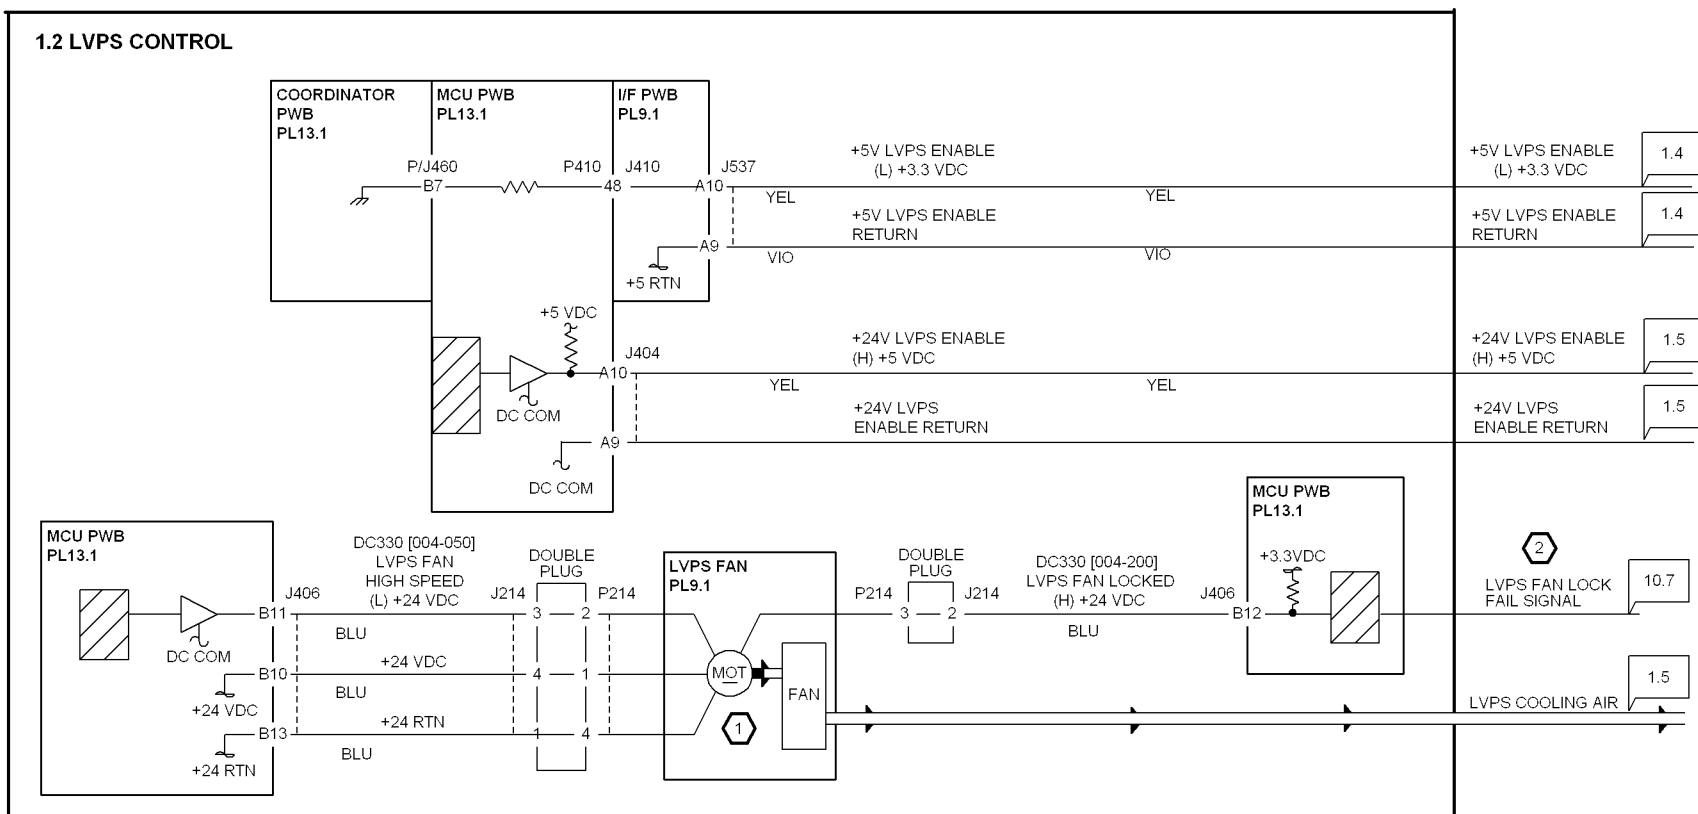 1.2 LVPS CONTROL
COORDINATOR
PWB
PL13.1
MCU PWB
PL13.1
I/F PWB
PL9.1
P/J460
B7
P410
J410
48
A10
J537
+5V LVPS ENABLE
(L) +3.3 VDC
YEL
YEL
+5V LVPS ENABLE
(L) +3.3 VDC
1.4
A9
+5 RTN
+5V LVPS ENABLE
RETURN
VIO
VIO
+5V LVPS ENABLE
RETURN
1.4
+5 VDC
DC COM
J404
A10
+24V LVPS ENABLE
(H) +5 VDC
YEL
YEL
+24V LVPS ENABLE
(H) +5 VDC
1.5
A9
DC COM
+24V LVPS
ENABLE RETURN
+24V LVPS
ENABLE RETURN
1.5
MCU PWB
PL13.1
DC COM
B11
J406
DC330 [004-050]
LVPS FAN
HIGH SPEED
(L) +24 VDC
BLU
J214
DOUBLE
PLUG
P214
3
2
B10
+24 VDC
+24 VDC
BLU
4
1
B13
+24 RTN
+24 RTN
BLU
1
4
LVPS FAN
PL9.1
MOT
FAN
1
P214
DOUBLE
PLUG
J214
3
2
DC330 [004-200]
LVPS FAN LOCKED
(H) +24 VDC
BLU
J406
B12
MCU PWB
PL13.1
+3.3VDC
2
LVPS FAN LOCK
FAIL SIGNAL
10.7
LVPS COOLING AIR
1.5